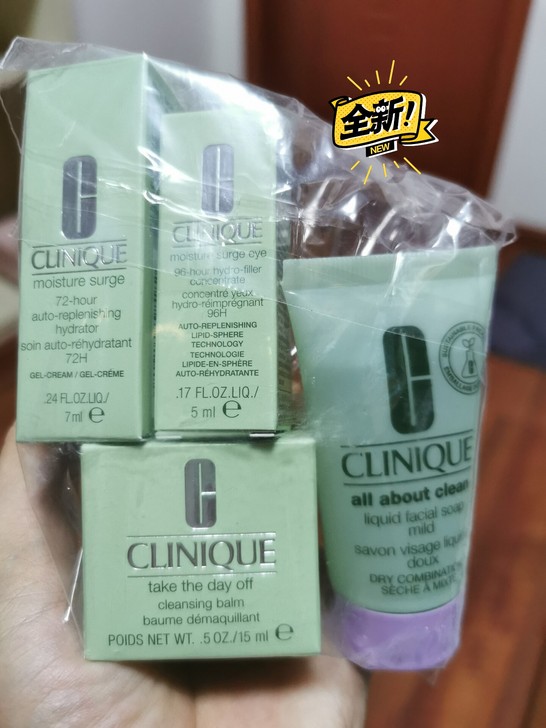 全新!
NEW
CLINIQUE
moisture surge
72-hour
auto-replenishing
hydrator
soin auto-réhydratant
72H
GEL-CREAM / GEL-CRÈME
.24 FL.OZ.LIQ./
7 ml e
CLINIQUE
moisture surge eye
96-hour hydro-filler
concentrate
concentré yeux
hydro-réimprégnant
96H
AUTO-REPLENISHING
LIPID-SPHERE
TECHNOLOGY
TECHNOLOGIE
LIPIDE-EN-SPHÈRE
AUTO-RÉHYDRATANTE
.17 FL.OZ.LIQ./
5 ml e
CLINIQUE
take the day off
cleansing balm
baume démaquillant
POIDS NET WT. .5 OZ./15 ml e
CLINIQUE
all about clean
liquid facial soap
mild
savon visage liquide
doux
DRY COMBINATION
SÈCHE À MIXTE